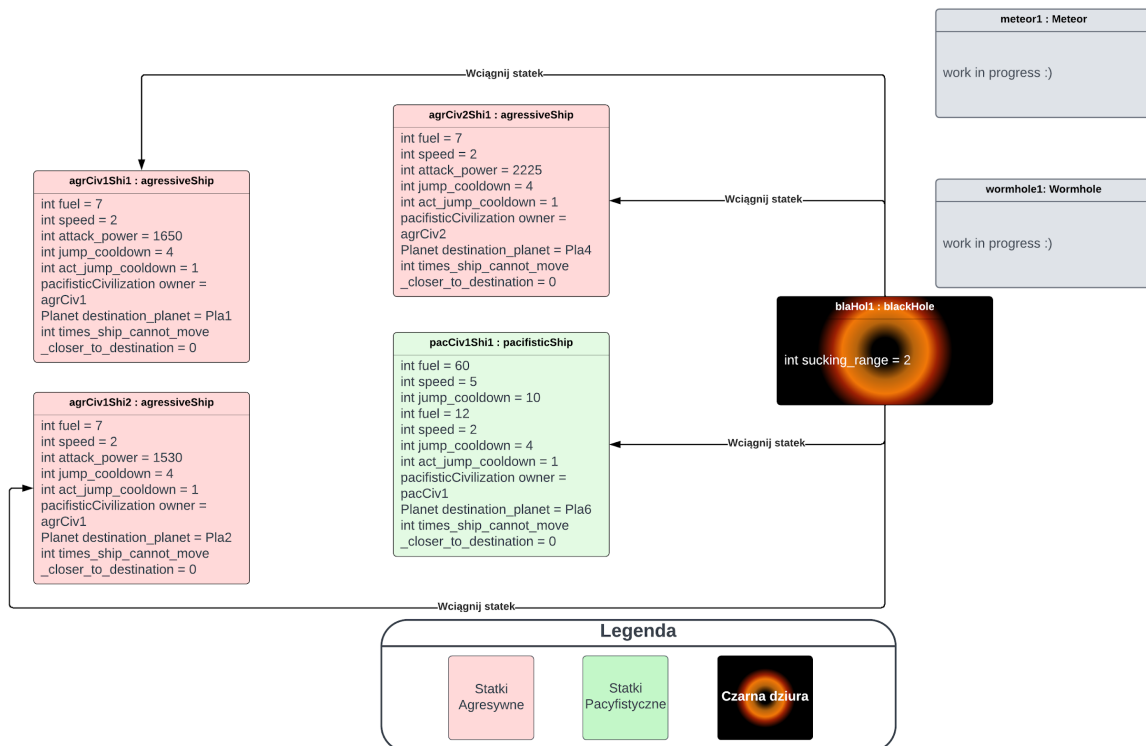 meteor1 : Meteor
work in progress :)
Wciągnij statek
agrCiv2Shi1 : agressiveShip
int fuel = 7
int speed = 2
int attack_power = 2225
int jump_cooldown = 4
int act_jump_cooldown = 1
pacifisticCivilization owner =
agrCiv2
Planet destination_planet = Pla4
int times_ship_cannot_move
_closer_to_destination = 0
agrCiv1Shi1 : agressiveShip
int fuel = 7
int speed = 2
int attack_power = 1650
int jump_cooldown = 4
int act_jump_cooldown = 1
pacifisticCivilization owner =
agrCiv1
Planet destination_planet = Pla1
int times_ship_cannot_move
_closer_to_destination = 0
Wciągnij statek
wormhole1: Wormhole
work in progress :)
blaHol1 : blackHole
int sucking_range = 2
pacCiv1Shi1 : pacifisticShip
int fuel = 60
int speed = 5
int jump_cooldown = 10
int fuel = 12
int speed = 2
int jump_cooldown = 4
int act_jump_cooldown = 1
pacifisticCivilization owner =
pacCiv1
Planet destination_planet = Pla6
int times_ship_cannot_move
_closer_to_destination = 0
Wciągnij statek
agrCiv1Shi2 : agressiveShip
int fuel = 7
int speed = 2
int attack_power = 1530
int jump_cooldown = 4
int act_jump_cooldown = 1
pacifisticCivilization owner =
agrCiv1
Planet destination_planet = Pla2
int times_ship_cannot_move
_closer_to_destination = 0
Wciągnij statek
Legenda
Statki
Agresywne
Statki
Pacyfistyczne
Czarna dziura